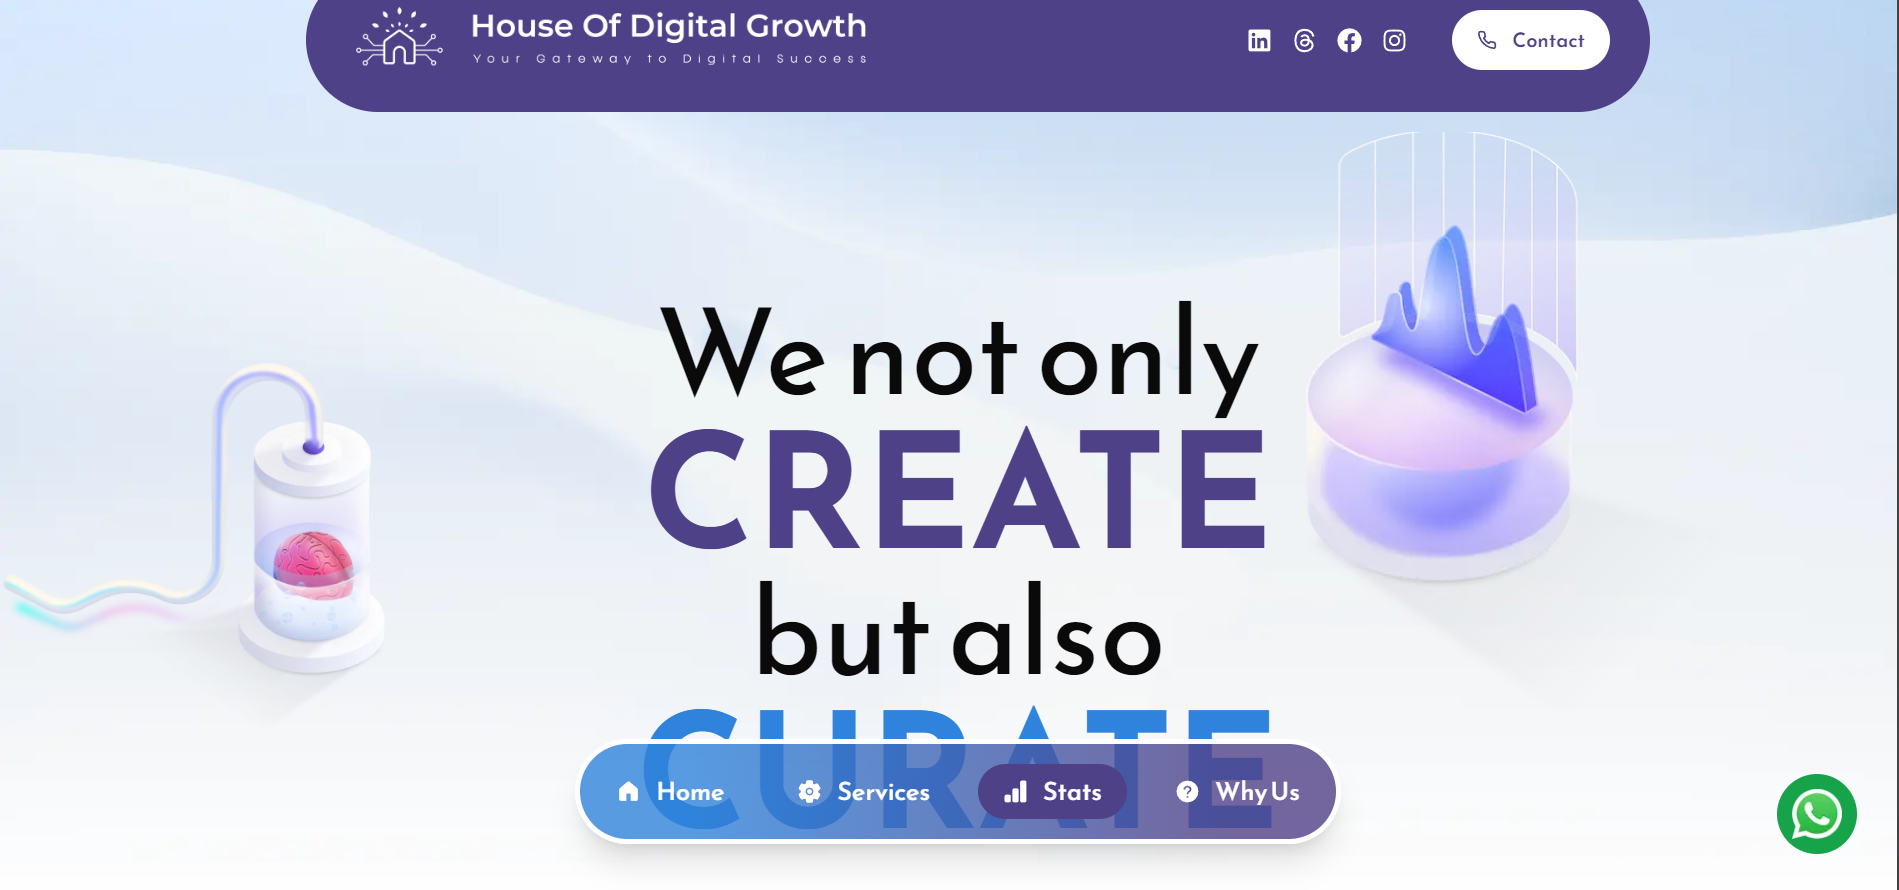 House Of Digital Growth
Your Gateway to Digital Success
Contact
We not only
CREATE
but also
CURATE
Home
Services
Stats
Why Us